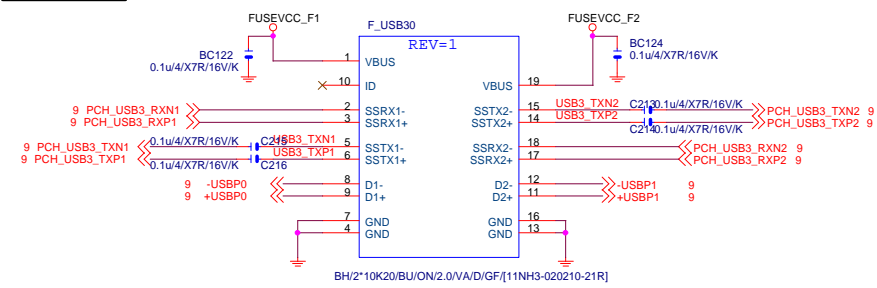 FUSEVCC_F1 F_USB30 FUSEVCC_F2
REV=1
BC122
0.1u/4/X7R/16V/K
BC124
0.1u/4/X7R/16V/K
1 VBUS
10 ID
VBUS 19
9 PCH_USB3_RXN1 2 SSRX1-
9 PCH_USB3_RXP1 3 SSRX1+
SSTX2- 15 USB3_TXN2 C213 0.1u/4/X7R/16V/K PCH_USB3_TXN2 9
SSTX2+ 14 USB3_TXP2 C214 0.1u/4/X7R/16V/K PCH_USB3_TXP2 9
9 PCH_USB3_TXN1 0.1u/4/X7R/16V/K C215 USB3_TXN1 5 SSTX1-
9 PCH_USB3_TXP1 0.1u/4/X7R/16V/K C216 USB3_TXP1 6 SSTX1+
SSRX2- 18 PCH_USB3_RXN2 9
SSRX2+ 17 PCH_USB3_RXP2 9
9 -USBP0 8 D1-
9 +USBP0 9 D1+
D2- 12 -USBP1 9
D2+ 11 +USBP1 9
7 GND
4 GND
GND 16
GND 13
BH/2*10K20/BU/ON/2.0/VA/D/GF/[11NH3-020210-21R]